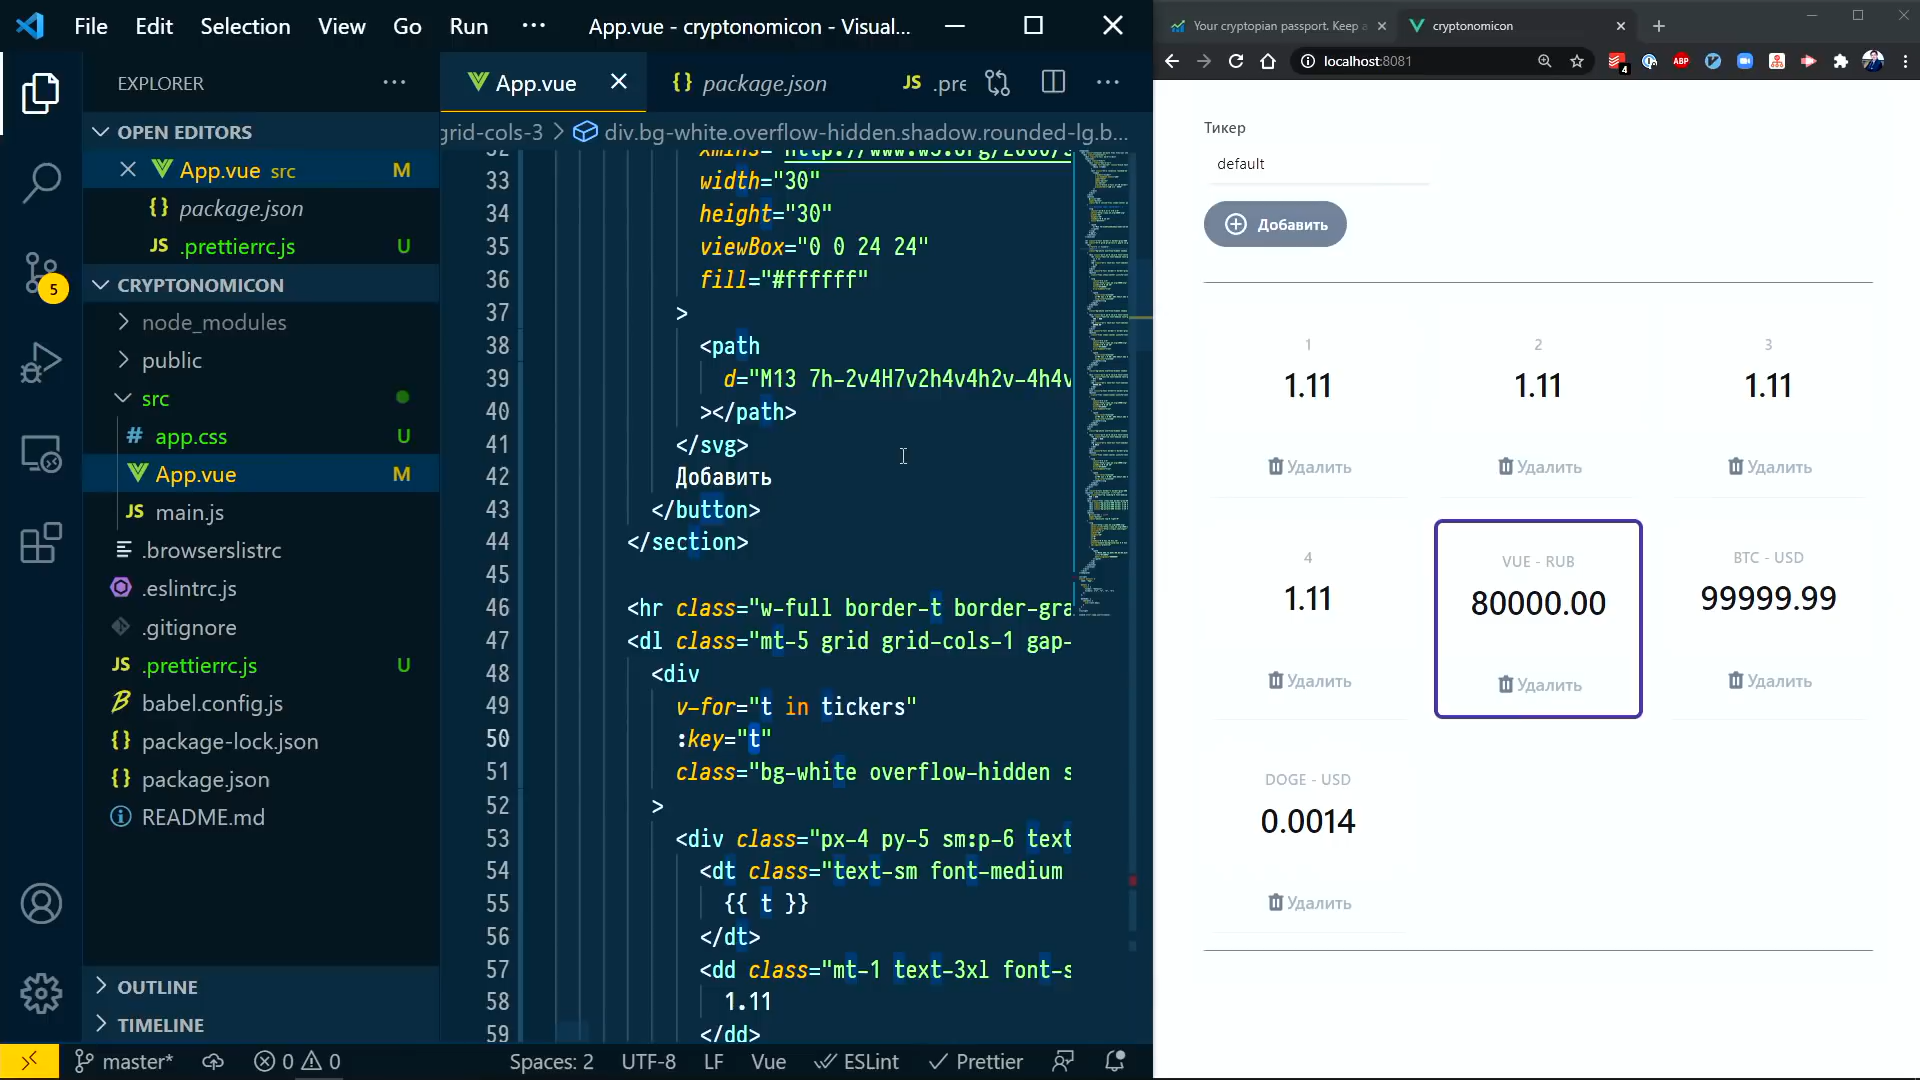 File Edit Selection View Go Run ··· App.vue - cryptonomicon - Visual...
EXPLORER
OPEN EDITORS
App.vue src M
package.json
.prettierrc.js U
CRYPTONOMICON
node_modules
public
src
app.css U
App.vue M
main.js
.browserslistrc
.eslintrc.js
.gitignore
.prettierrc.js U
babel.config.js
package-lock.json
package.json
README.md
OUTLINE
TIMELINE
5
App.vue package.json .pre
grid-cols-3 > div.bg-white.overflow-hidden.shadow.rounded-lg.b...
33 width="30"
34 height="30"
35 viewBox="0 0 24 24"
36 fill="#ffffff"
37 >
38 <path
39 d="M13 7h-2v4H7v2h4v4h2v-4h4v
40 ></path>
41 </svg>
42 Добавить
43 </button>
44 </section>
45
46 <hr class="w-full border-t border-gra
47 <dl class="mt-5 grid grid-cols-1 gap-
48 <div
49 v-for="t in tickers"
50 :key="t"
51 class="bg-white overflow-hidden s
52 >
53 <div class="px-4 py-5 sm:p-6 text
54 <dt class="text-sm font-medium
55 {{ t }}
56 </dt>
57 <dd class="mt-1 text-3xl font-s
58 1.11
59 </dd>
master* 0 0 Spaces: 2 UTF-8 LF Vue ESLint Prettier
Your cryptopian passport. Keep cryptonomicon
localhost:8081
4 ABP
Тикер
default
Добавить
1 2 3
1.11 1.11 1.11
Удалить Удалить Удалить
4 VUE - RUB BTC - USD
1.11 80000.00 99999.99
Удалить Удалить Удалить
DOGE - USD
0.0014
Удалить